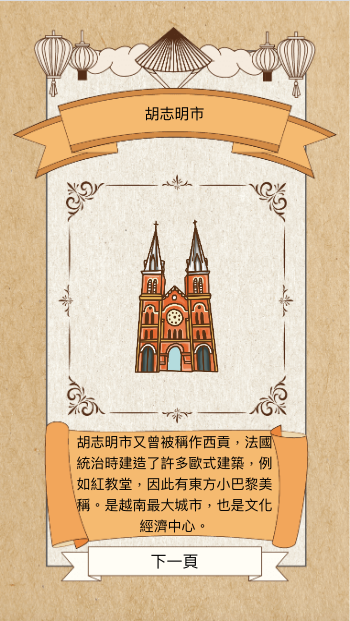 胡志明市
胡志明市又曾被稱作西貢，法國
統治時建造了許多歐式建築，例
如紅教堂，因此有東方小巴黎美
稱。是越南最大城市，也是文化
經濟中心。
下一頁